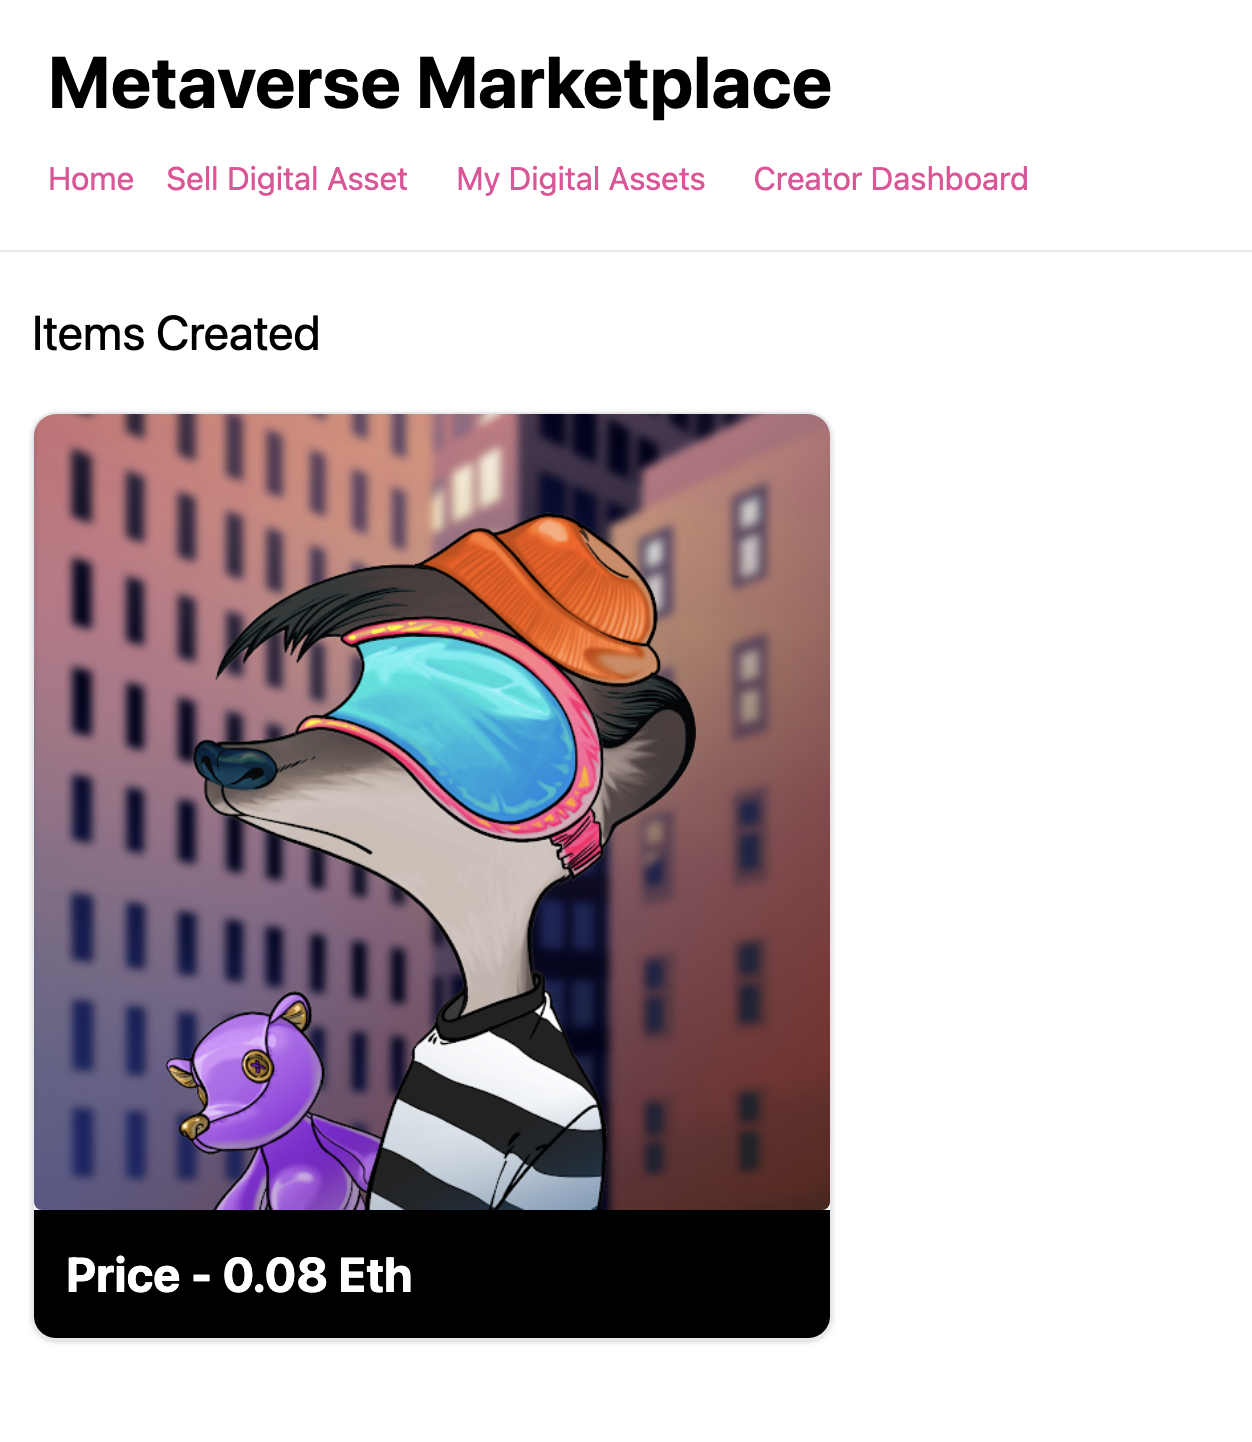 Metaverse Marketplace
Home Sell Digital Asset My Digital Assets Creator Dashboard
Items Created
Price - 0.08 Eth